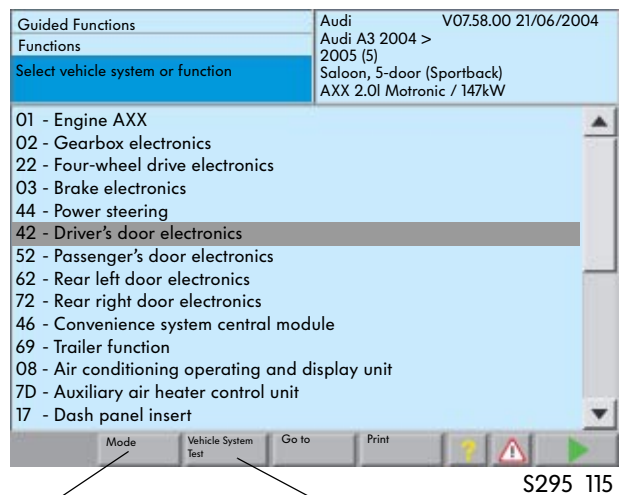 Guided Functions
Functions
Select vehicle system or function
Audi V07.58.00 21/06/2004
Audi A3 2004 >
2005 (5)
Saloon, 5-door (Sportback)
AXX 2.0l Motronic / 147kW
01 - Engine AXX
02 - Gearbox electronics
22 - Four-wheel drive electronics
03 - Brake electronics
44 - Power steering
42 - Driver’s door electronics
52 - Passenger’s door electronics
62 - Rear left door electronics
72 - Rear right door electronics
46 - Convenience system central module
69 - Trailer function
08 - Air conditioning operating and display unit
7D - Auxiliary air heater control unit
17 - Dash panel insert
Mode
Vehicle System
Test
Go to
Print
?
!
S295 115